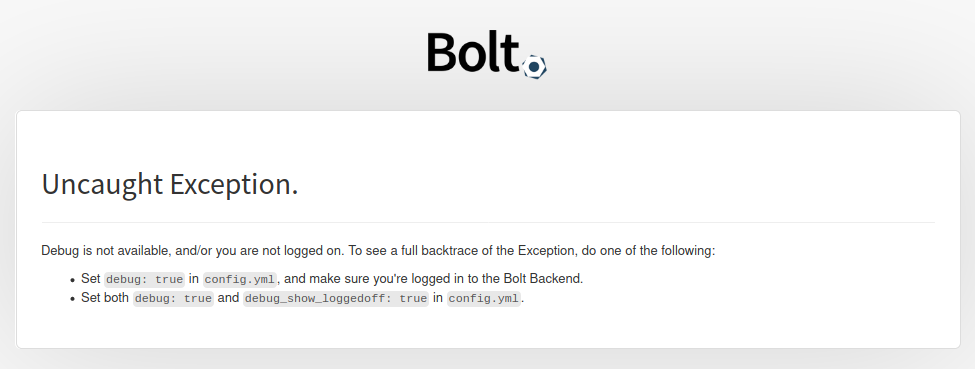 Bolt
Uncaught Exception.
Debug is not available, and/or you are not logged on. To see a full backtrace of the Exception, do one of the following:
• Set debug: true in config.yml, and make sure you're logged in to the Bolt Backend.
• Set both debug: true and debug_show_loggedoff: true in config.yml.